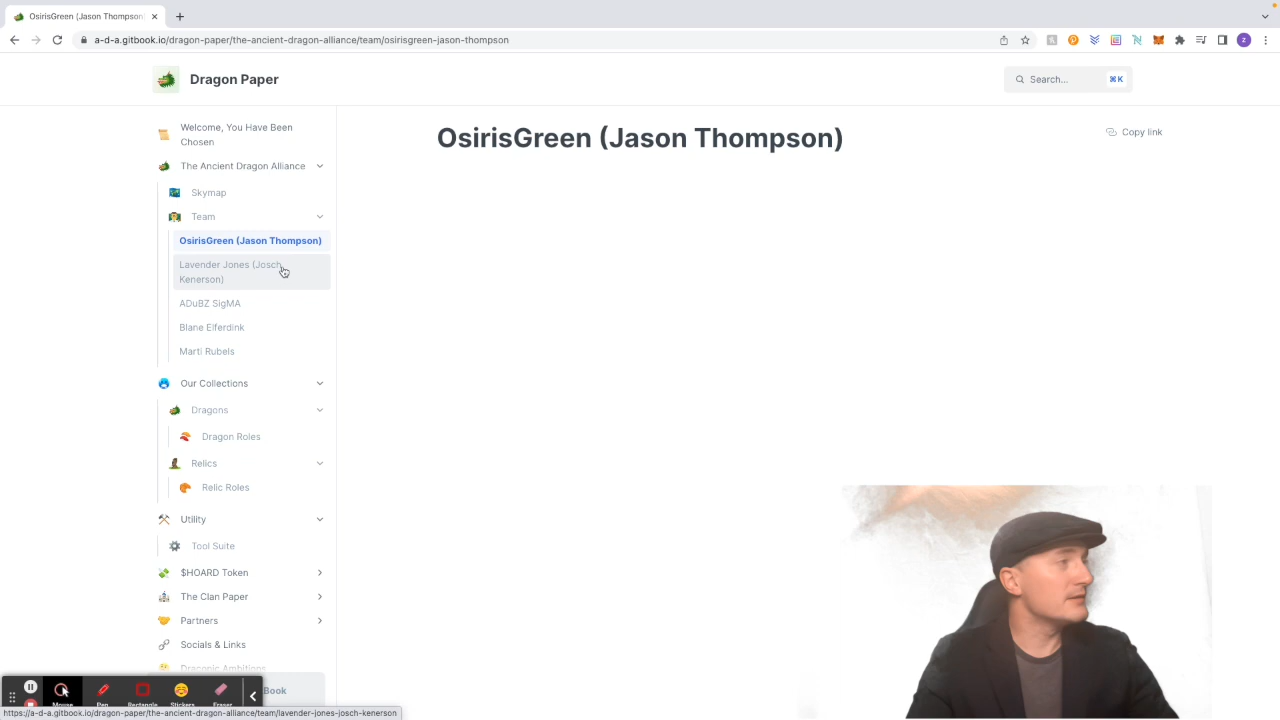 OsirisGreen (Jason Thompson)
a-d-a.gitbook.io/dragon-paper/the-ancient-dragon-alliance/team/osirisgreen-jason-thompson
z
Dragon Paper
Search...
⌘K
Welcome, You Have Been
Chosen
The Ancient Dragon Alliance
Skymap
Team
OsirisGreen (Jason Thompson)
Lavender Jones (Josch
Kenerson)
ADuBZ SigMA
Blane Elferdink
Marti Rubels
Our Collections
Dragons
Dragon Roles
Relics
Relic Roles
Utility
Tool Suite
$HOARD Token
The Clan Paper
Partners
Socials & Links
Draconic Ambitions
Book
OsirisGreen (Jason Thompson)
Copy link
Mouse
Pen
Rectangle
Stickers
Eraser
https://a-d-a.gitbook.io/dragon-paper/the-ancient-dragon-alliance/team/lavender-jones-josch-kenerson